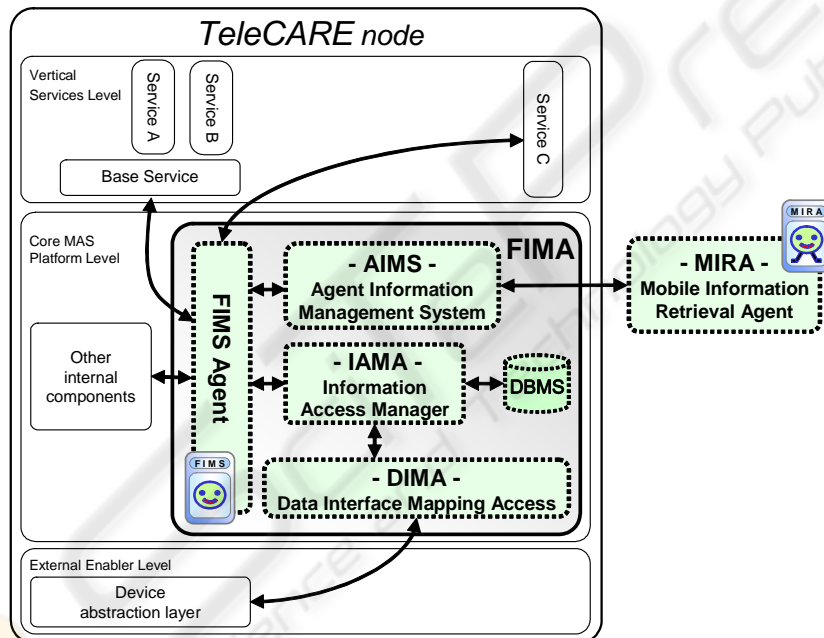 TeleCARE node
Vertical
Services Level
Service A
Service B
Service C
Base Service
Core MAS
Platform Level
FIMA
FIMS Agent
- AIMS -
Agent Information
Management System
MIRA
- MIRA -
Mobile Information
Retrieval Agent
Other
internal
components
- IAMA -
Information
Access Manager
DBMS
FIMS
- DIMA -
Data Interface Mapping Access
External Enabler Level
Device
abstraction layer